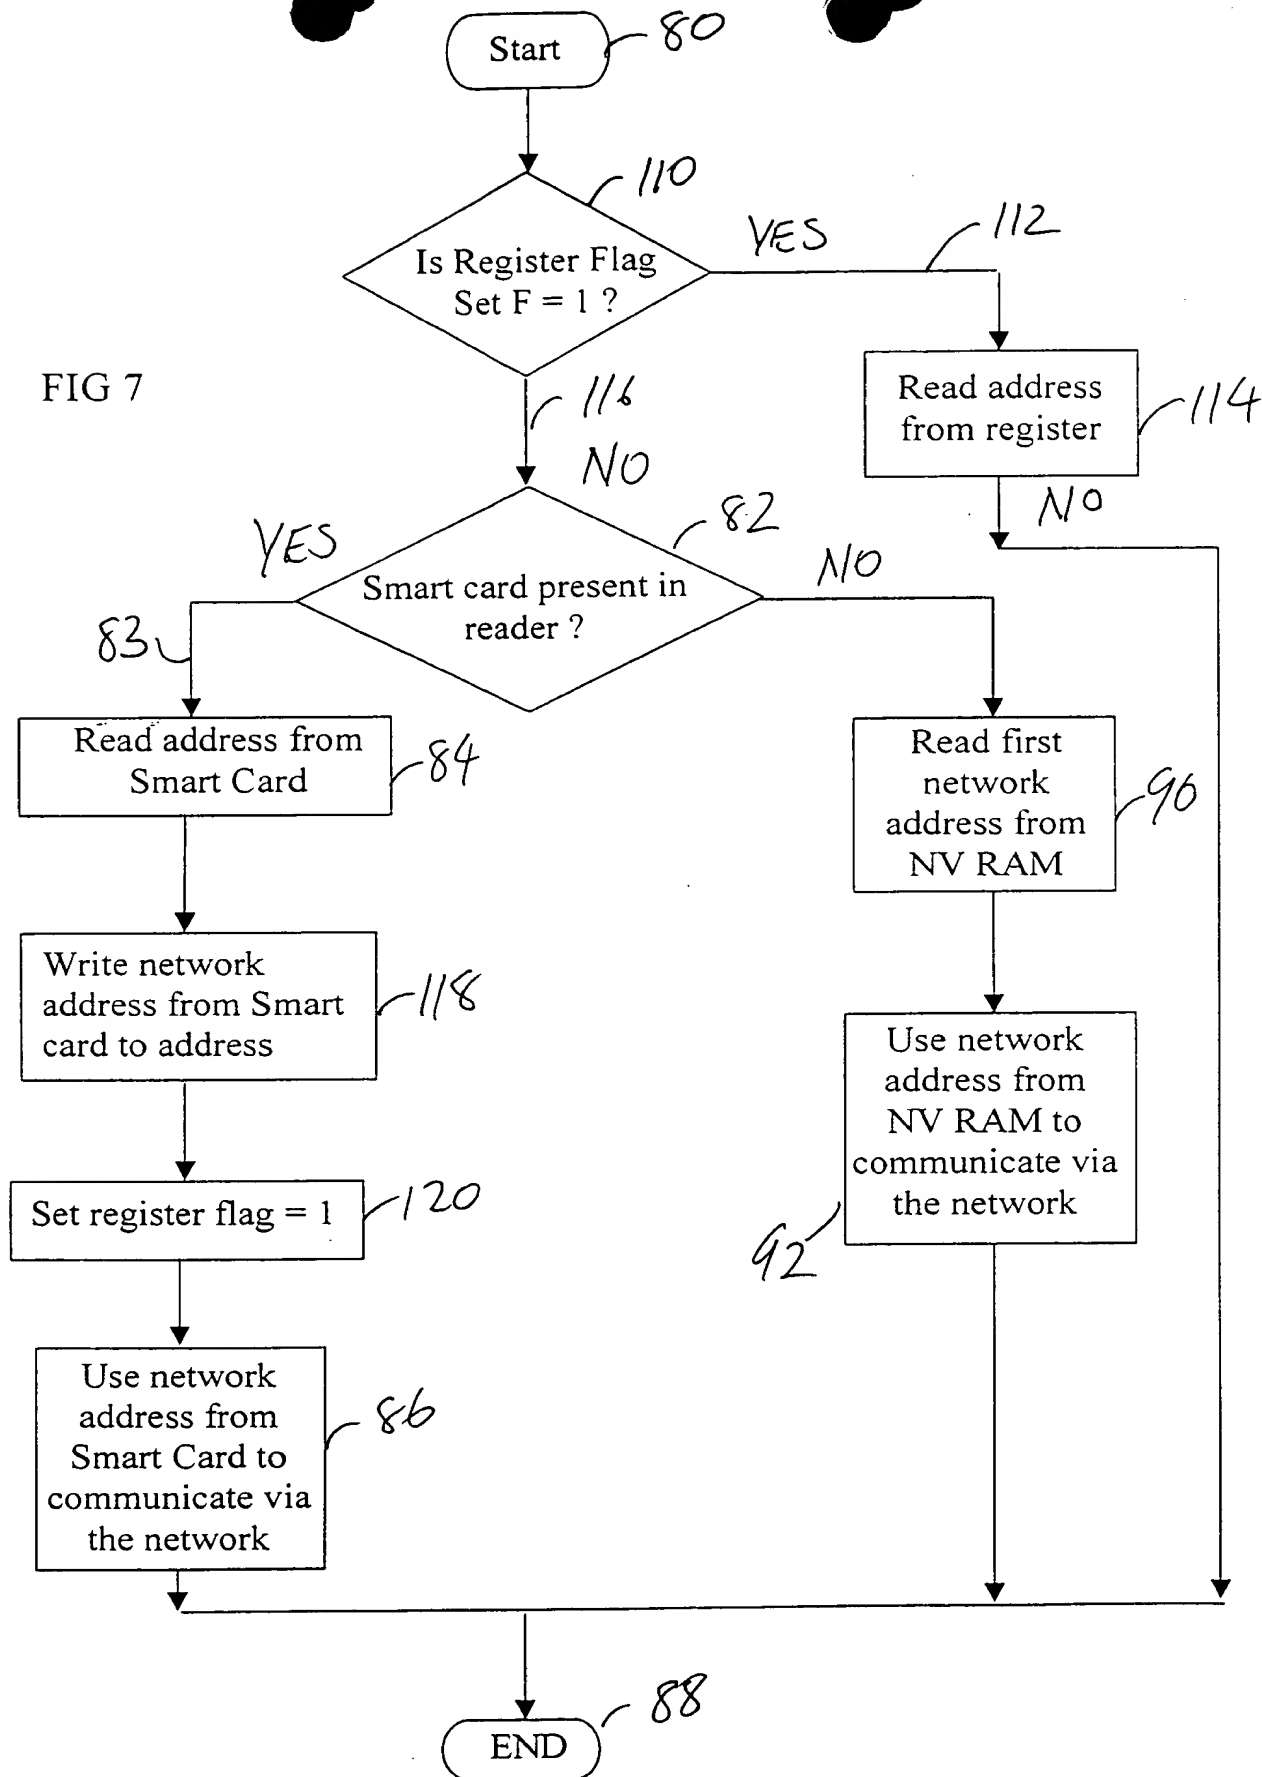 Start
80
110
YES
112
Is Register Flag
Set F = 1 ?
FIG 7
116
NO
Read address
from register
114
NO
82
YES
NO
Smart card present in
reader ?
83
Read address from
Smart Card
84
Read first
network
address from
NV RAM
90
Write network
address from Smart
card to address
118
Use network
address from
NV RAM to
communicate via
the network
92
Set register flag = 1
120
Use network
address from
Smart Card to
communicate via
the network
86
88
END